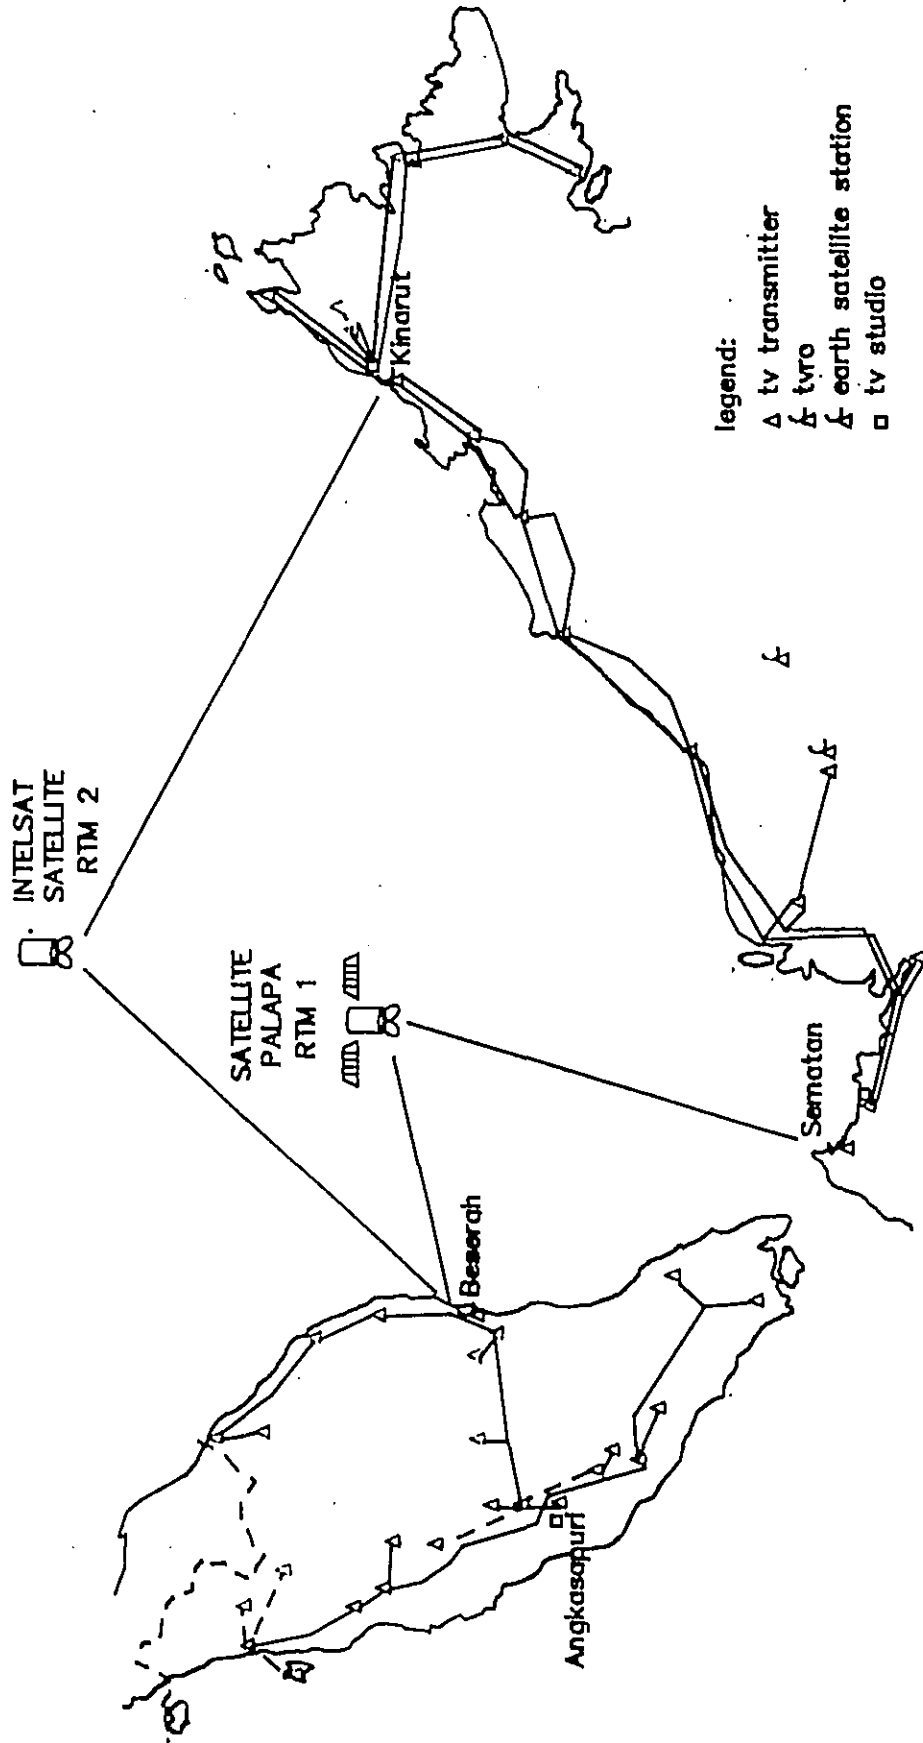 INTELSAT
SATELLITE
RTM 2
SATELLITE
PALAPA
RTM 1
Kinarut
Beserah
Sematan
Angkasapuri
legend:
tv transmitter
tvro
earth satellite station
tv studio